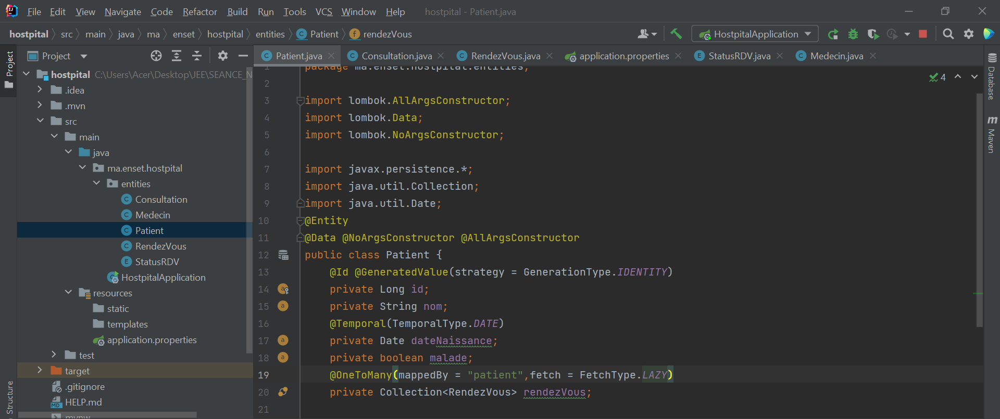 File Edit View Navigate Code Refactor Build Run Tools VCS Window Help hostpital - Patient.java
hostpital src main java ma enset hostpital entities Patient rendezVous HostpitalApplication
Project
Project
hostpital C:\Users\Acer\Desktop\JEE\SEANCE_N
.idea
.mvn
src
main
java
ma.enset.hostpital
entities
Consultation
Medecin
Patient
RendezVous
StatusRDV
HostpitalApplication
resources
static
templates
application.properties
test
target
.gitignore
HELP.md
mvnw
Structure
Patient.java Consultation.java RendezVous.java application.properties StatusRDV.java Medecin.java
4
1 package ma.enset.hostpital.entities;
2
3 import lombok.AllArgsConstructor;
4 import lombok.Data;
5 import lombok.NoArgsConstructor;
6
7 import javax.persistence.*;
8 import java.util.Collection;
9 import java.util.Date;
10 @Entity
11 @Data @NoArgsConstructor @AllArgsConstructor
12 public class Patient {
13 @Id @GeneratedValue(strategy = GenerationType.IDENTITY)
14 private Long id;
15 private String nom;
16 @Temporal(TemporalType.DATE)
17 private Date dateNaissance;
18 private boolean malade;
19 @OneToMany(mappedBy = "patient",fetch = FetchType.LAZY)
20 private Collection<RendezVous> rendezVous;
21
Database
m Maven